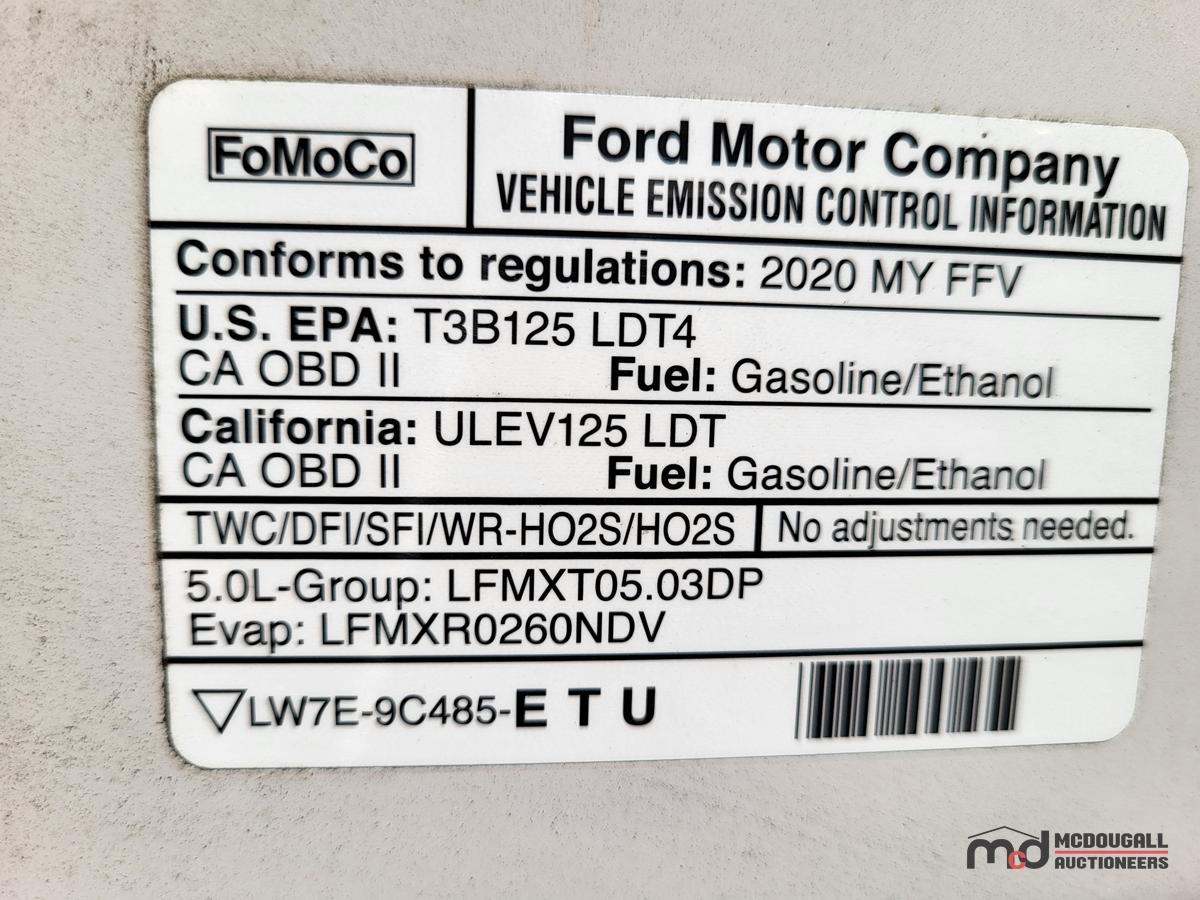 FoMoCo
Ford Motor Company
VEHICLE EMISSION CONTROL INFORMATION
Conforms to regulations: 2020 MY FFV
U.S. EPA: T3B125 LDT4
CA OBD II Fuel: Gasoline/Ethanol
California: ULEV125 LDT
CA OBD II Fuel: Gasoline/Ethanol
TWC/DFI/SFI/WR-HO2S/HO2S No adjustments needed.
5.0L-Group: LFMXT05.03DP
Evap: LFMXR0260NDV
LW7E-9C485-E T U
mcd MCDOUGALL
AUCTIONEERS